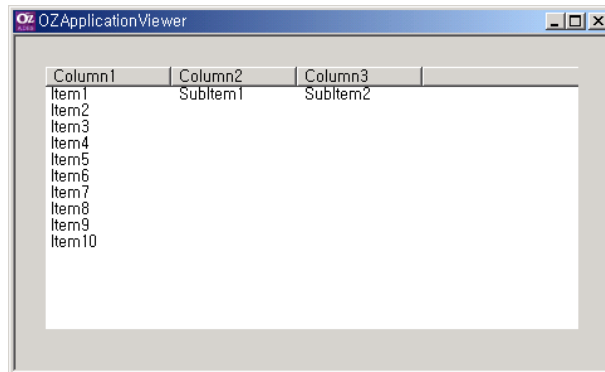 OZ OZApplicationViewer
Column1 Column2 Column3
Item1 SubItem1 SubItem2
Item2
Item3
Item4
Item5
Item6
Item7
Item8
Item9
Item10